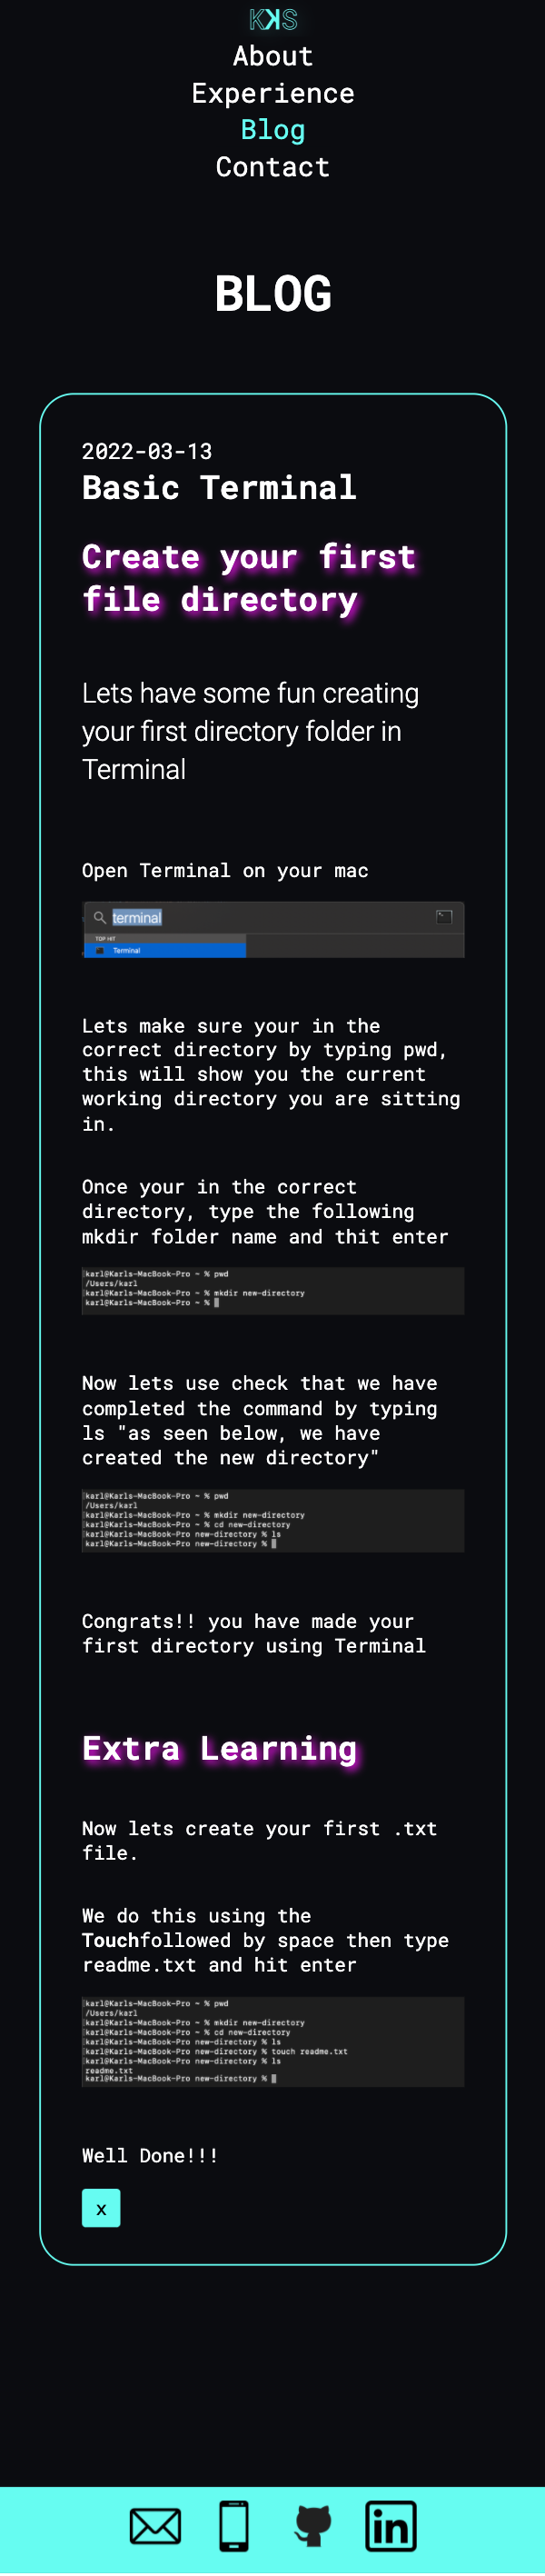 KKS
About
Experience
Blog
Contact
BLOG
2022-03-13
Basic Terminal
Create your first
file directory
Lets have some fun creating
your first directory folder in
Terminal
Open Terminal on your mac
terminal
TOP HIT
Terminal
Lets make sure your in the
correct directory by typing pwd,
this will show you the current
working directory you are sitting
in.
Once your in the correct
directory, type the following
mkdir folder name and thit enter
karl@Karls-MacBook-Pro ~ % pwd
/Users/karl
karl@Karls-MacBook-Pro ~ % mkdir new-directory
karl@Karls-MacBook-Pro ~ %
Now lets use check that we have
completed the command by typing
ls "as seen below, we have
created the new directory"
karl@Karls-MacBook-Pro ~ % pwd
/Users/karl
karl@Karls-MacBook-Pro ~ % mkdir new-directory
karl@Karls-MacBook-Pro ~ % cd new-directory
karl@Karls-MacBook-Pro new-directory % ls
karl@Karls-MacBook-Pro new-directory %
Congrats!! you have made your
first directory using Terminal
Extra Learning
Now lets create your first .txt
file.
We do this using the
Touchfollowed by space then type
readme.txt and hit enter
karl@Karls-MacBook-Pro ~ % pwd
/Users/karl
karl@Karls-MacBook-Pro ~ % mkdir new-directory
karl@Karls-MacBook-Pro ~ % cd new-directory
karl@Karls-MacBook-Pro new-directory % ls
karl@Karls-MacBook-Pro new-directory % touch readme.txt
karl@Karls-MacBook-Pro new-directory % ls
readme.txt
karl@Karls-MacBook-Pro new-directory %
Well Done!!!
x
in